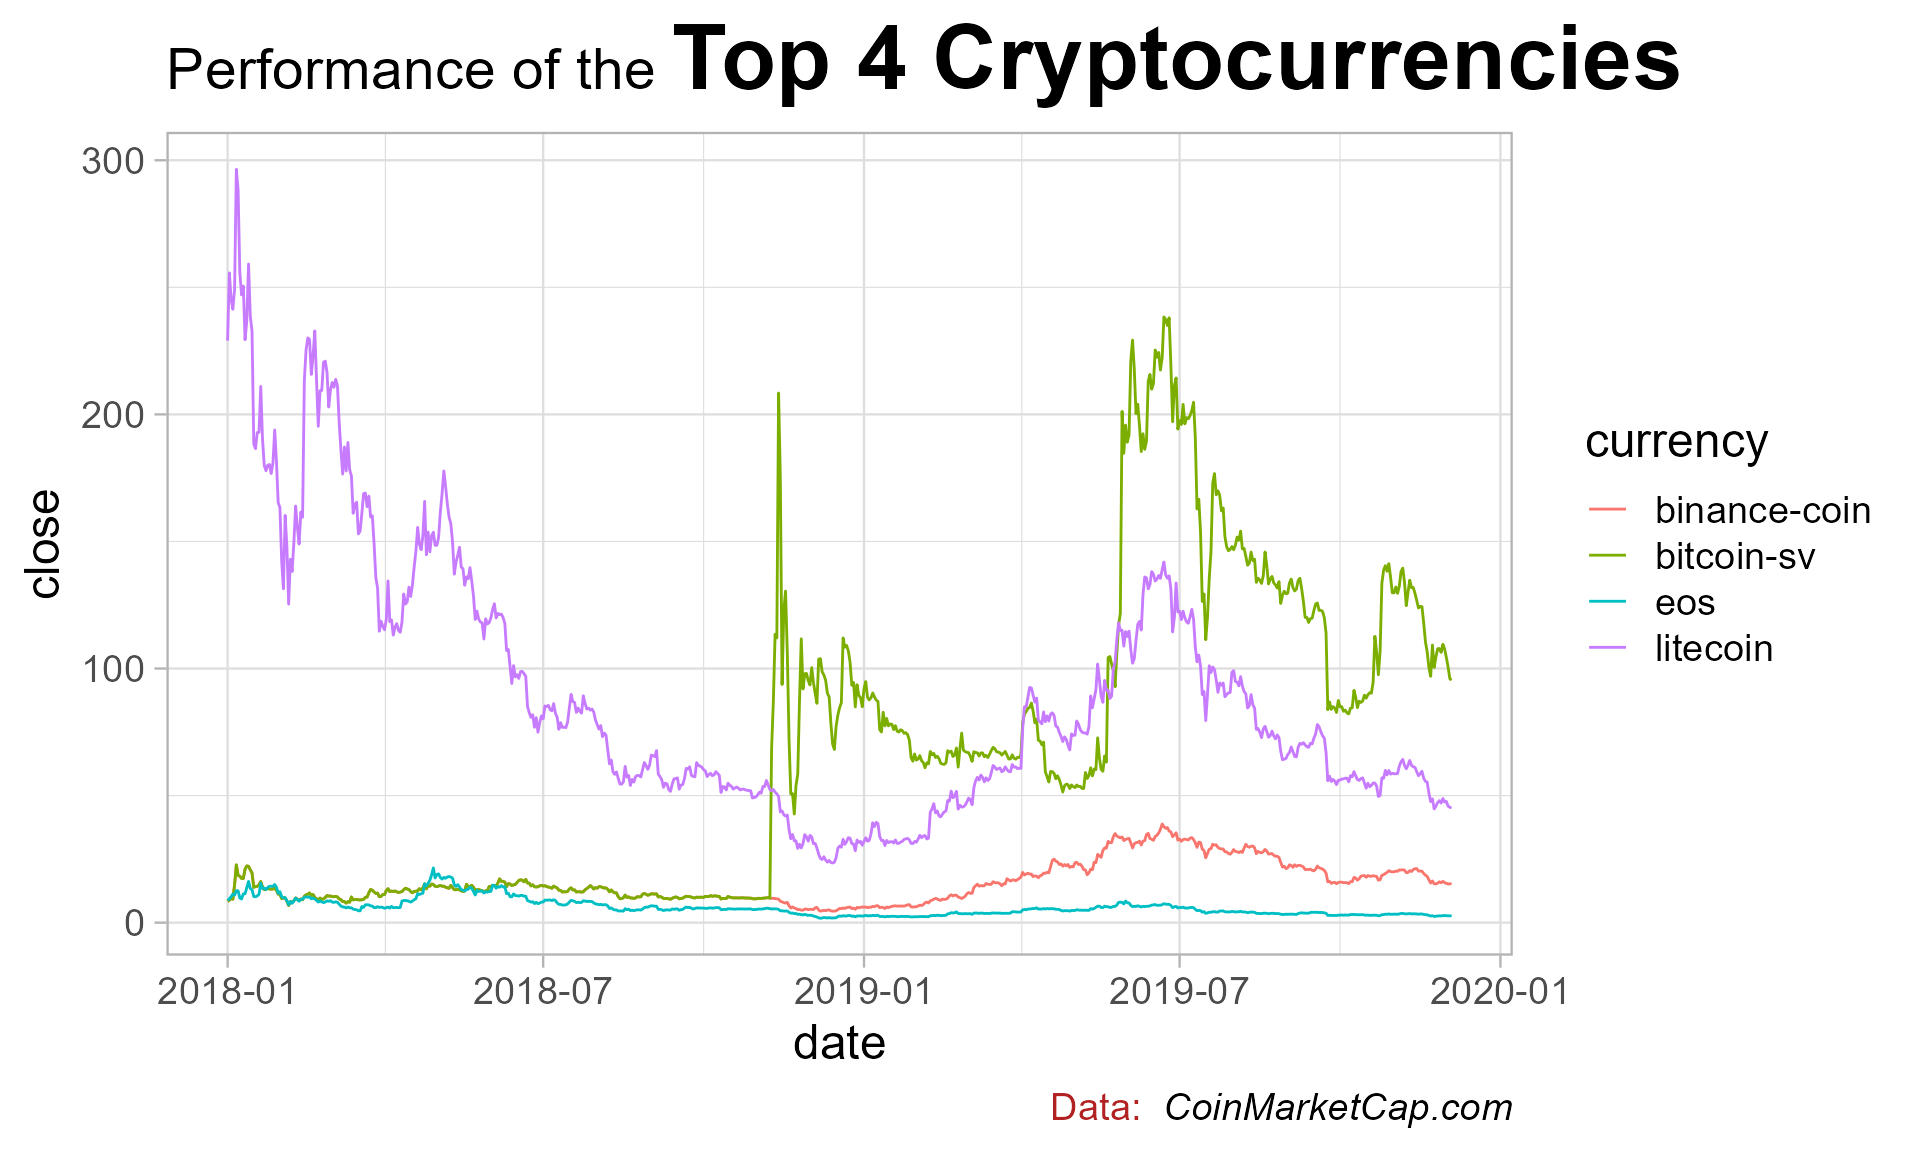 Performance of the Top 4 Cryptocurrencies
300
200
100
0
close
2018-01 2018-07 2019-01 2019-07 2020-01
date
currency
binance-coin
bitcoin-sv
eos
litecoin
Data: CoinMarketCap.com